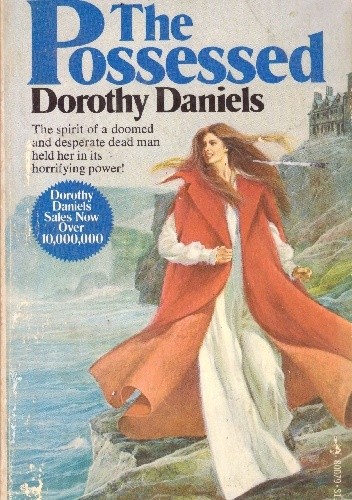 The
Possessed
Dorothy Daniels
The spirit of a doomed
and desperate dead man
held her in its
horrifying power!
Dorothy
Daniels
Sales Now
Over
10,000,000